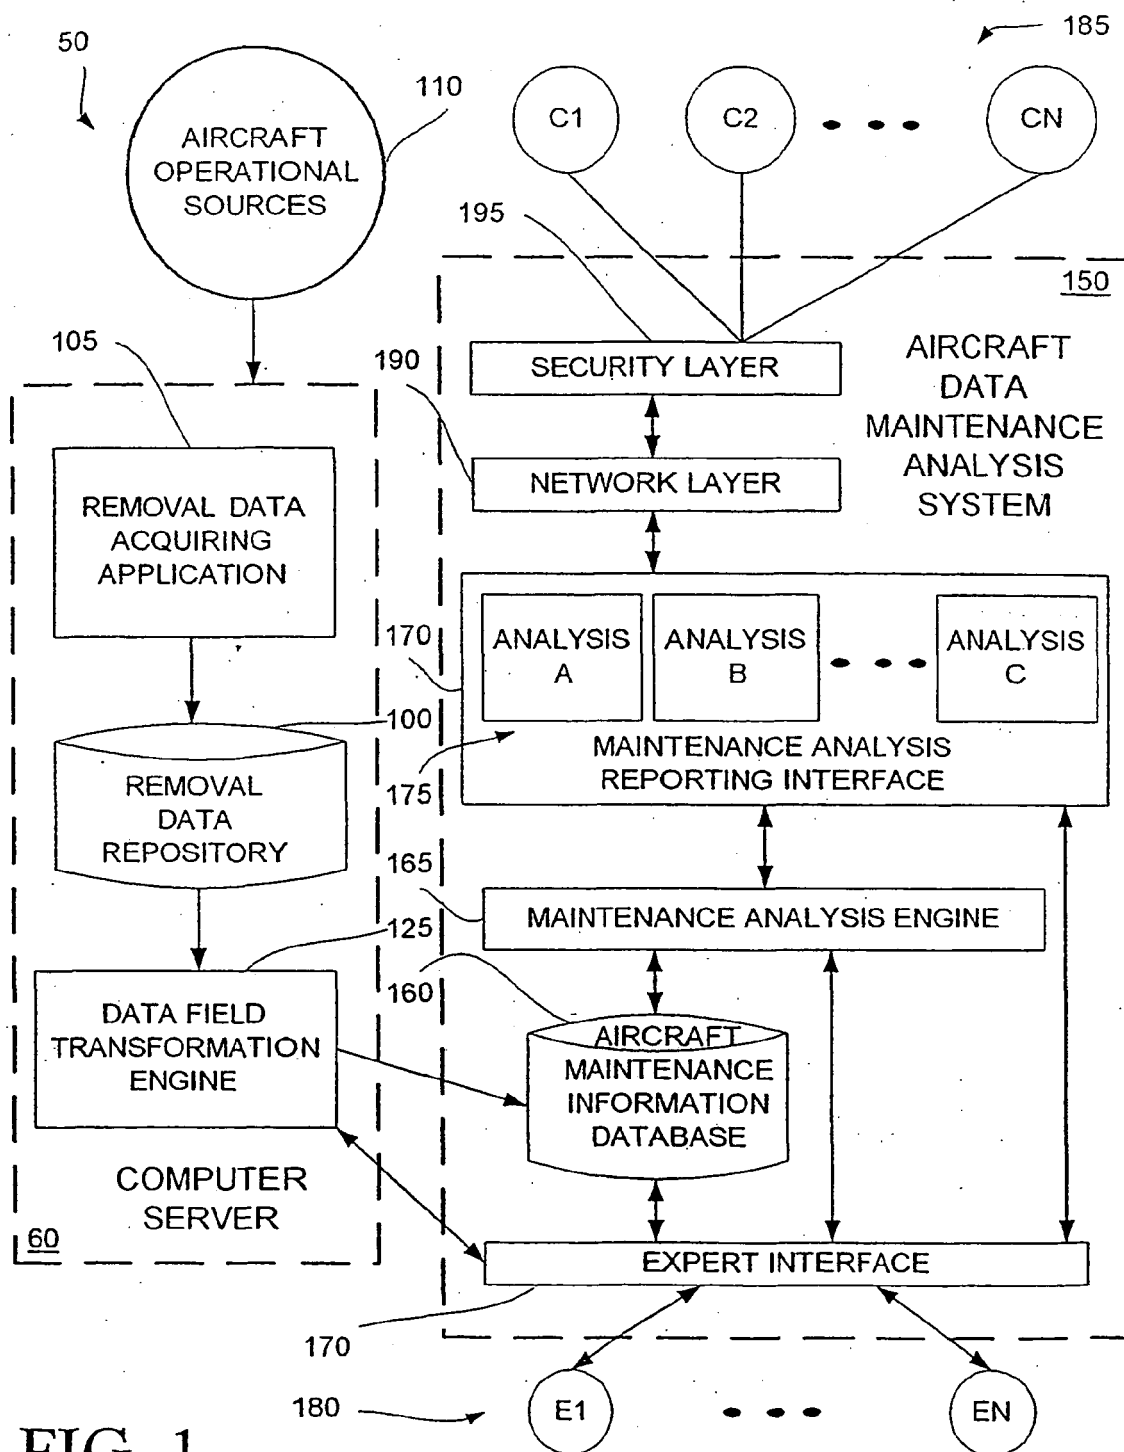 50
185
110
AIRCRAFT
OPERATIONAL
SOURCES
C1
C2
CN
195
150
105
190
SECURITY LAYER
AIRCRAFT
DATA
MAINTENANCE
ANALYSIS
SYSTEM
NETWORK LAYER
REMOVAL DATA
ACQUIRING
APPLICATION
170
ANALYSIS
A
ANALYSIS
B
ANALYSIS
C
100
MAINTENANCE ANALYSIS
REPORTING INTERFACE
175
REMOVAL
DATA
REPOSITORY
165
MAINTENANCE ANALYSIS ENGINE
125
160
DATA FIELD
TRANSFORMATION
ENGINE
AIRCRAFT
MAINTENANCE
INFORMATION
DATABASE
COMPUTER
SERVER
60
EXPERT INTERFACE
170
180
E1
EN
FIG. 1